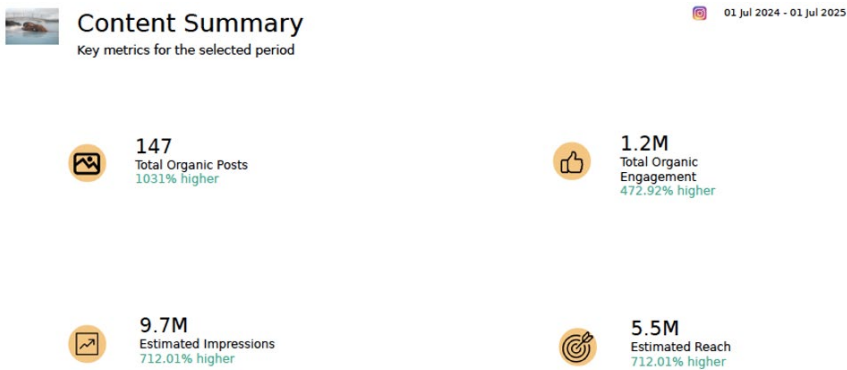 Content Summary
01 Jul 2024 - 01 Jul 2025
Key metrics for the selected period
147
Total Organic Posts
1031% higher
1.2M
Total Organic
Engagement
472.92% higher
9.7M
Estimated Impressions
712.01% higher
5.5M
Estimated Reach
712.01% higher